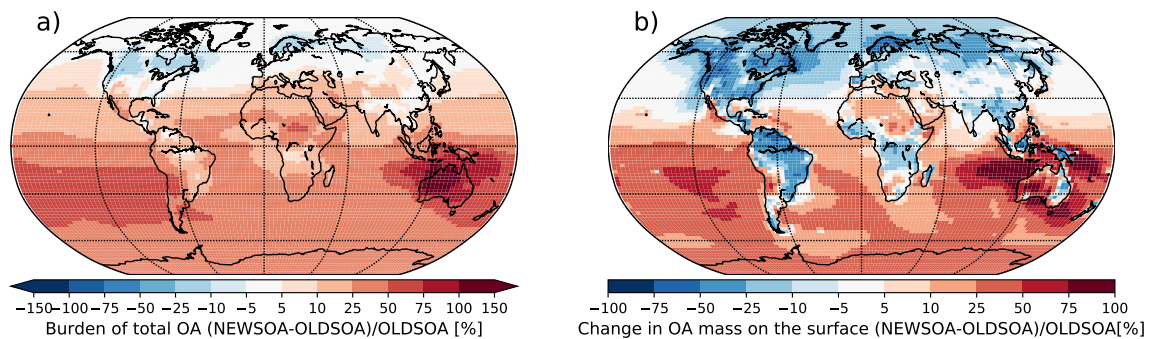 a)
b)
−150−100 −75 −50 −25 −10 −5 5 10 25 50 75 100 150
Burden of total OA (NEWSOA-OLDSOA)/OLDSOA [%]
−100 −75 −50 −25 −10 −5 5 10 25 50 75 100
Change in OA mass on the surface (NEWSOA-OLDSOA)/OLDSOA[%]